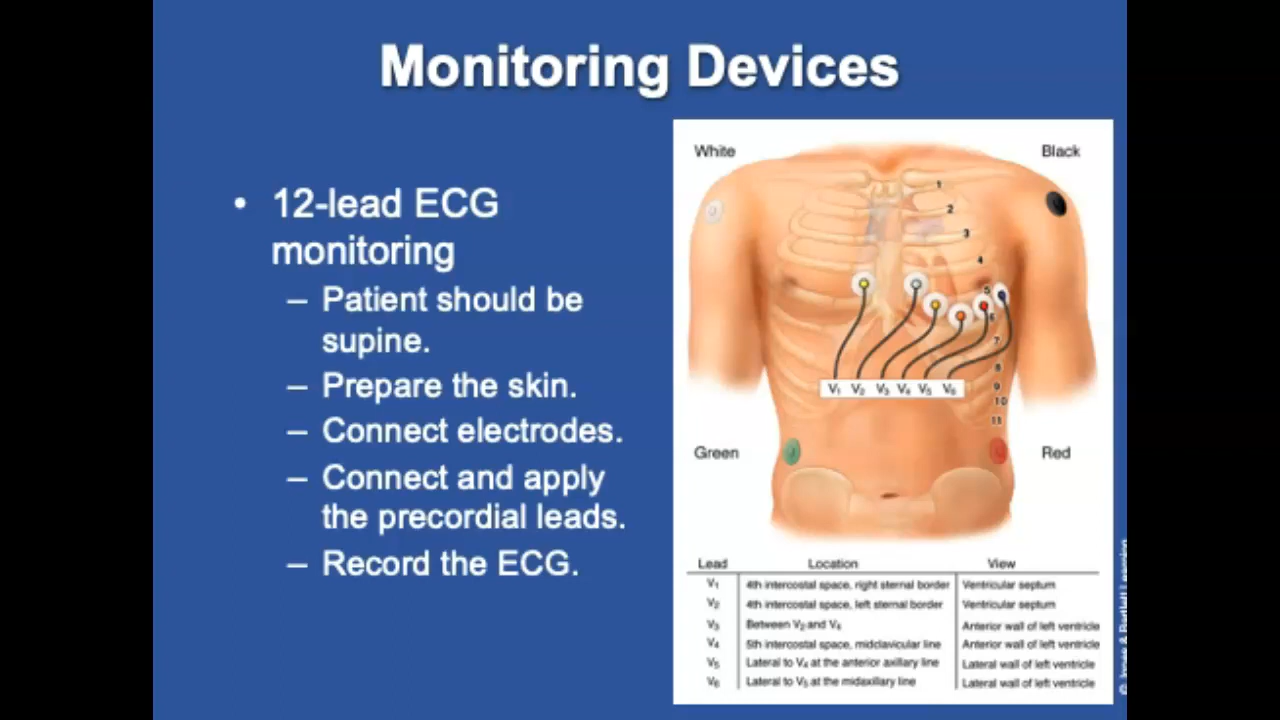 Monitoring Devices
• 12-lead ECG
monitoring
– Patient should be
supine.
– Prepare the skin.
– Connect electrodes.
– Connect and apply
the precordial leads.
– Record the ECG.
White
Black
1
2
3
4
5
6
7
8
9
10
11
V1 V2 V3 V4 V5 V6
Green
Red
Lead Location View
V1 4th intercostal space, right sternal border Ventricular septum
V2 4th intercostal space, left sternal border Ventricular septum
V3 Between V2 and V4 Anterior wall of left ventricle
V4 5th intercostal space, midclavicular line Anterior wall of left ventricle
V5 Lateral to V4 at the anterior axillary line Lateral wall of left ventricle
V6 Lateral to V5 at the midaxillary line Lateral wall of left ventricle